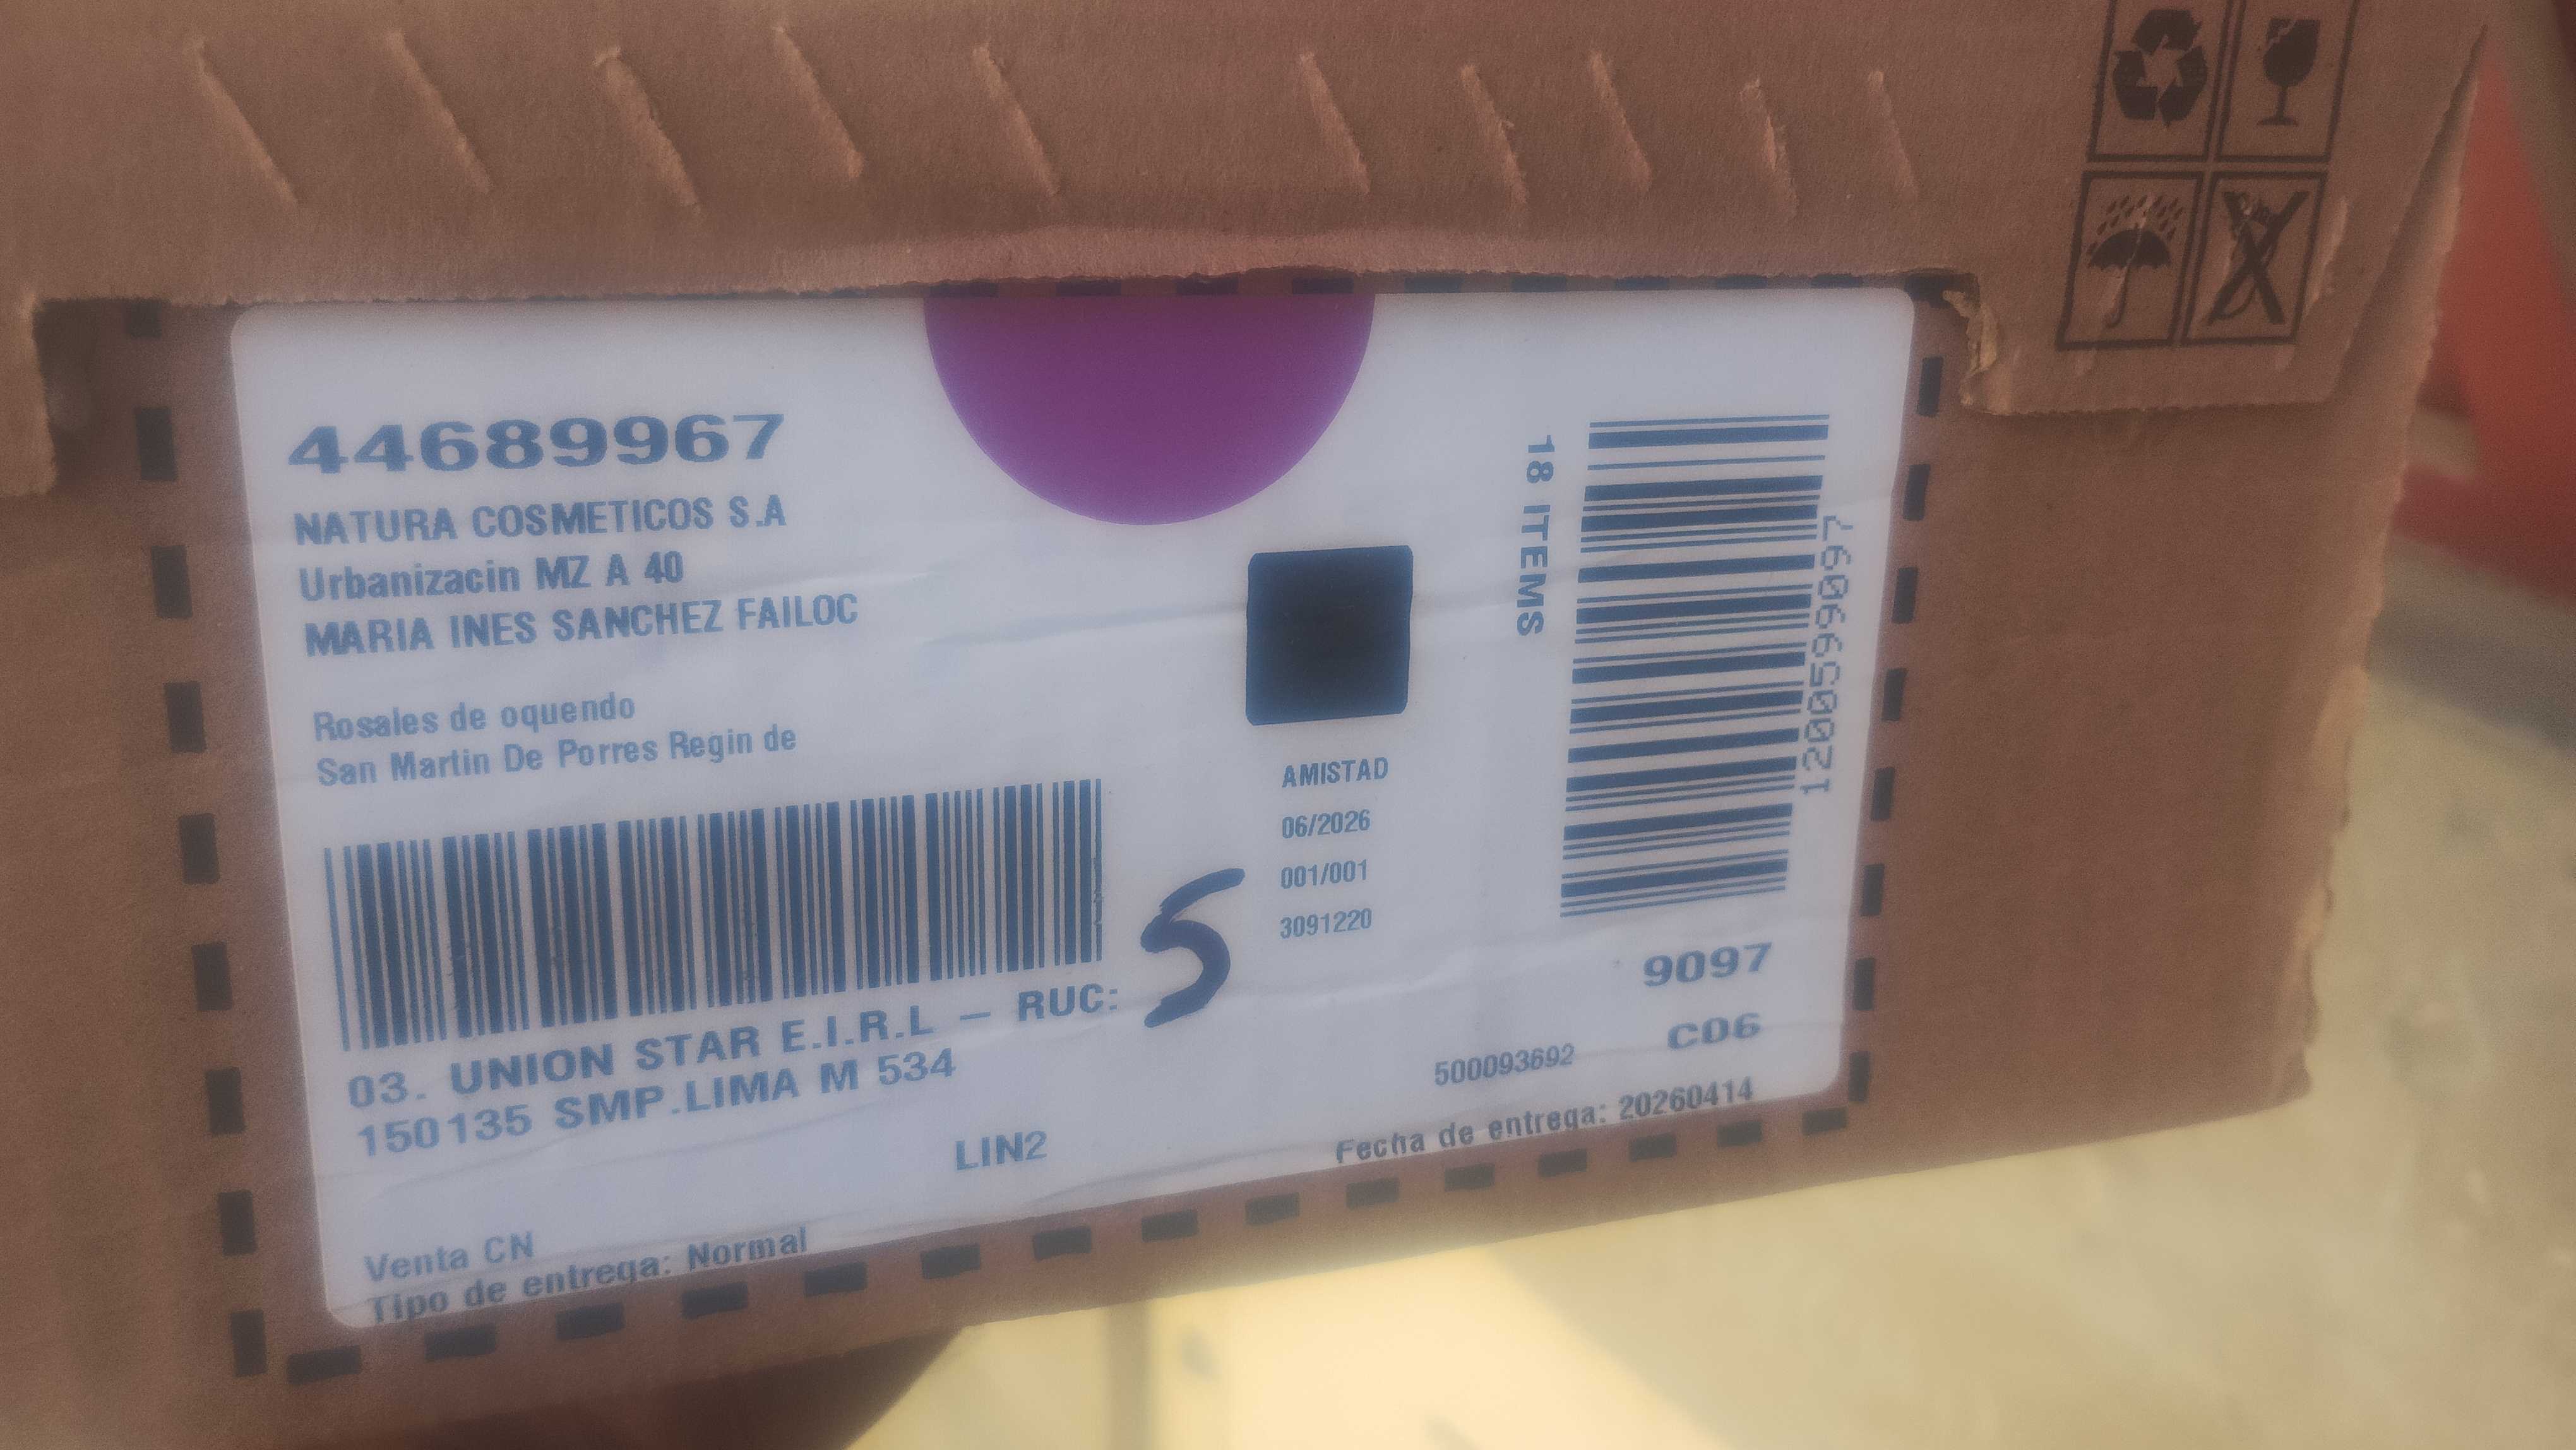 44689967
NATURA COSMETICOS S.A
Urbanizacin MZ A 40
MARIA INES SANCHEZ FAILOC
Rosales de oquendo
San Martin De Porres Regin de
03. UNION STAR E.I.R.L – RUC:
150135 SMP.LIMA M 534
LIN2
Venta CN
Tipo de entrega: Normal
5
AMISTAD
06/2026
001/001
3091220
18 ITEMS
12005999097
9097
CD6
500093692
Fecha de entrega: 20260414